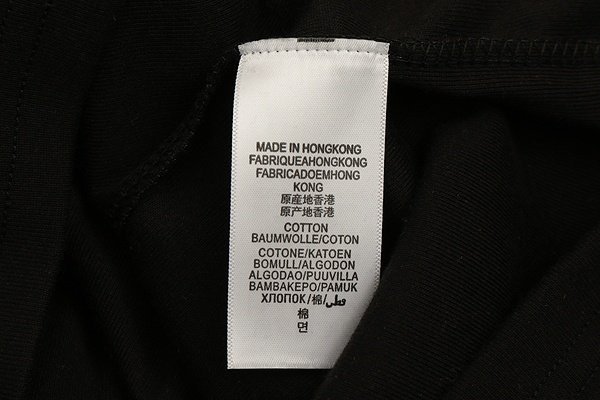 MADE IN HONGKONG
FABRIQUEAHONGKONG
FABRICADOEMHONG
KONG
原産地香港
原产地香港
COTTON
BAUMWOLLE/COTON
COTONE/KATOEN
BOMULL/ALGODON
ALGODAO/PUUVILLA
BAMBAKEPO/PAMUK
ХЛОПОК/棉/قطن
棉
면